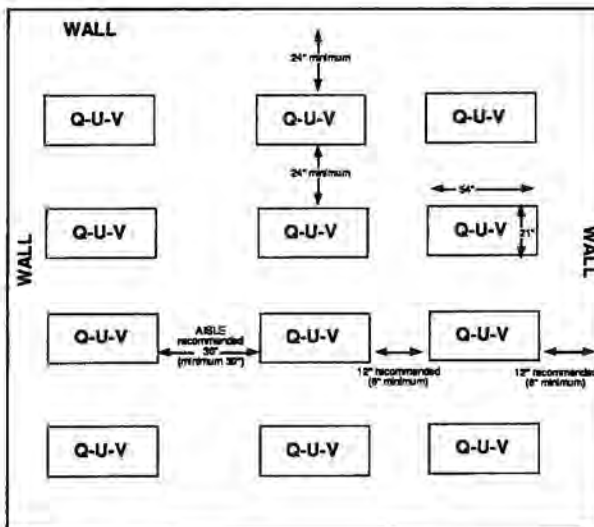 WALL
24" minimum
Q-U-V
Q-U-V
Q-U-V
24" minimum
54"
Q-U-V
Q-U-V
Q-U-V
21"
WALL
WALL
Q-U-V
AISLE
recommended
(minimum 30")
Q-U-V
Q-U-V
12" recommended
(6" minimum)
12" recommended
(6" minimum)
Q-U-V
Q-U-V
Q-U-V